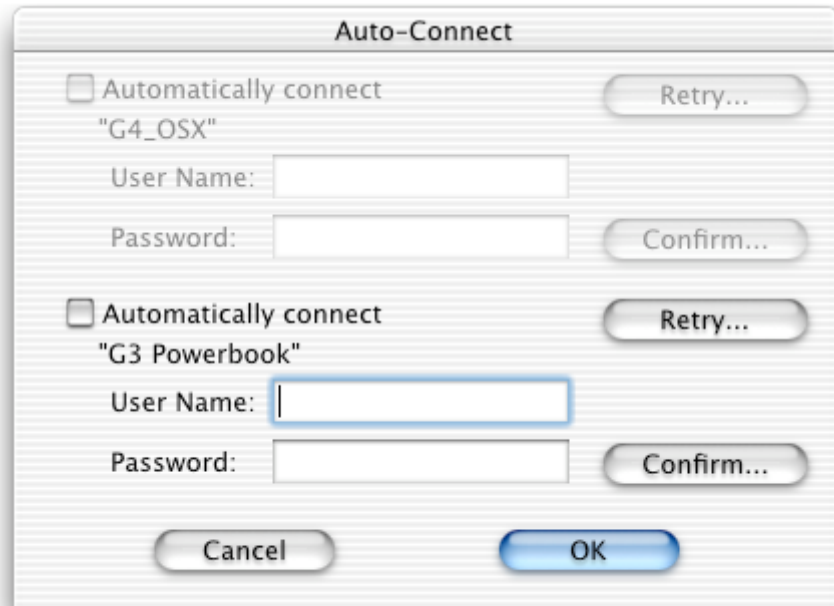 Auto-Connect
Automatically connect Retry...
"G4_OSX"
User Name:
Password: Confirm...
Automatically connect Retry...
"G3 Powerbook"
User Name:
Password: Confirm...
Cancel OK